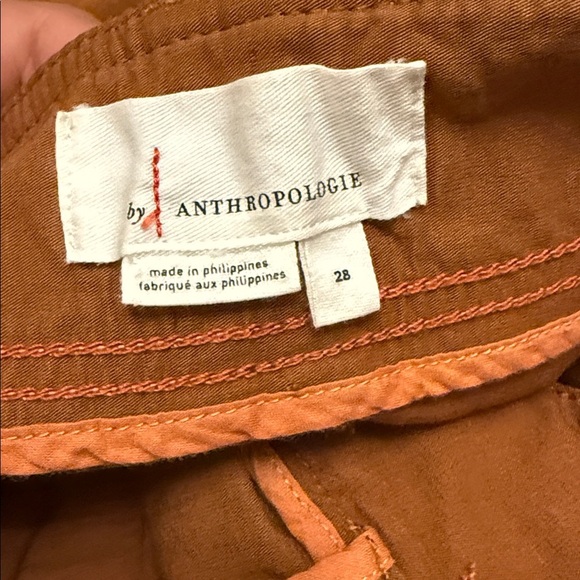 by ANTHROPOLOGIE
made in philippines
fabriqué aux philippines
28